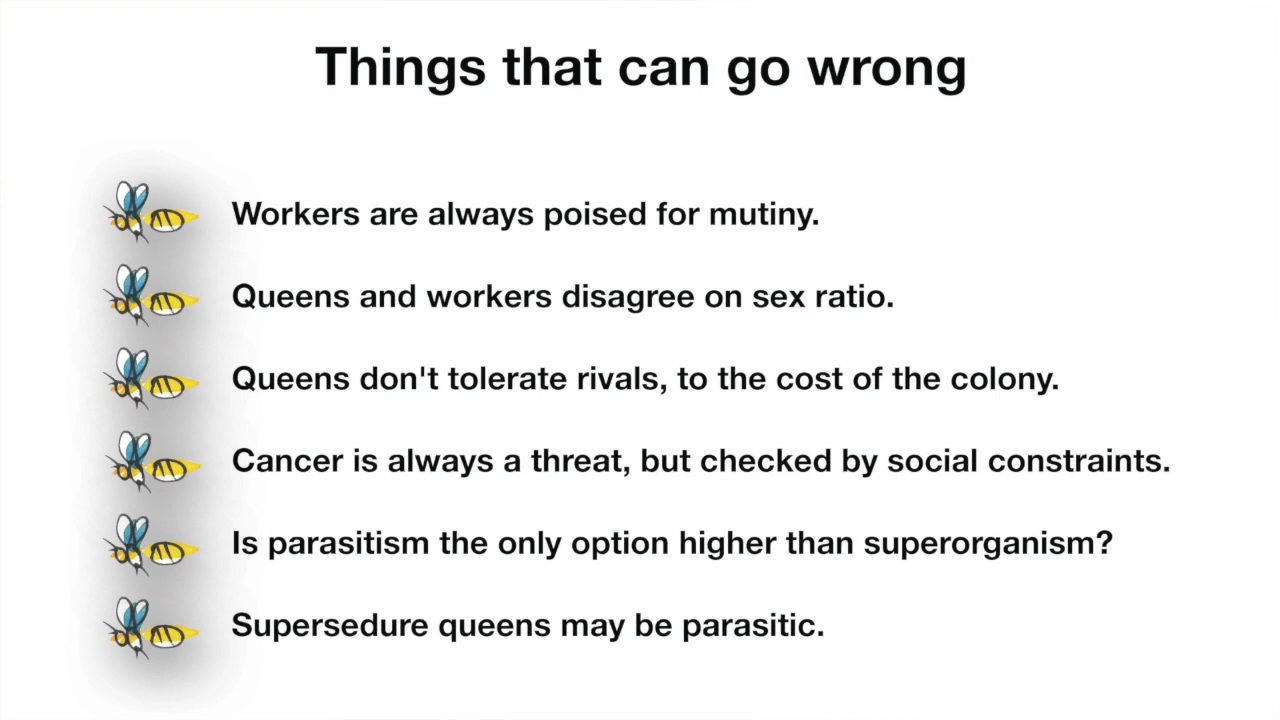 Things that can go wrong
Workers are always poised for mutiny.
Queens and workers disagree on sex ratio.
Queens don't tolerate rivals, to the cost of the colony.
Cancer is always a threat, but checked by social constraints.
Is parasitism the only option higher than superorganism?
Supersedure queens may be parasitic.